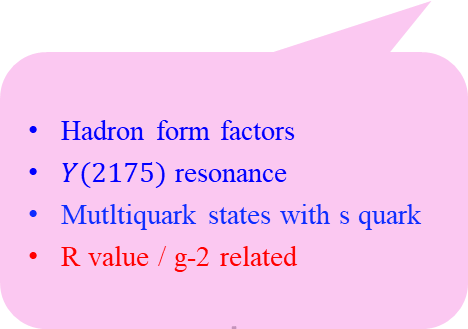 • Hadron form factors
• Y(2175) resonance
• Mutltiquark states with s quark
• R value / g-2 related